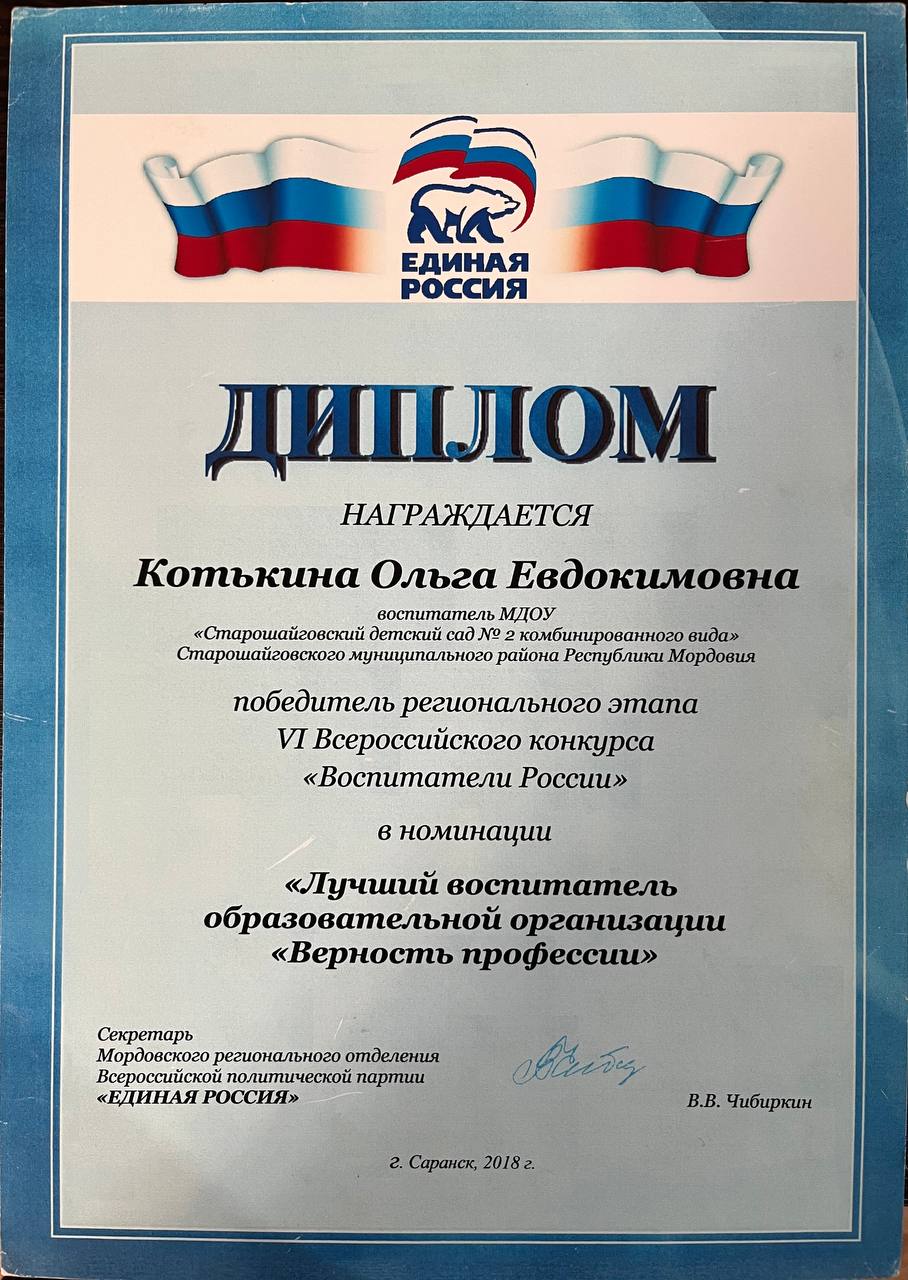 ЕДИНАЯ
РОССИЯ
ДИПЛОМ
НАГРАЖДАЕТСЯ
Котькина Ольга Евдокимовна
воспитатель МДОУ
«Старошайговский детский сад № 2 комбинированного вида»
Старошайговского муниципального района Республики Мордовия
победитель регионального этапа
VI Всероссийского конкурса
«Воспитатели России»
в номинации
«Лучший воспитатель
образовательной организации
«Верность профессии»
Секретарь
Мордовского регионального отделения
Всероссийской политической партии
«ЕДИНАЯ РОССИЯ»
В.В. Чибиркин
г. Саранск, 2018 г.